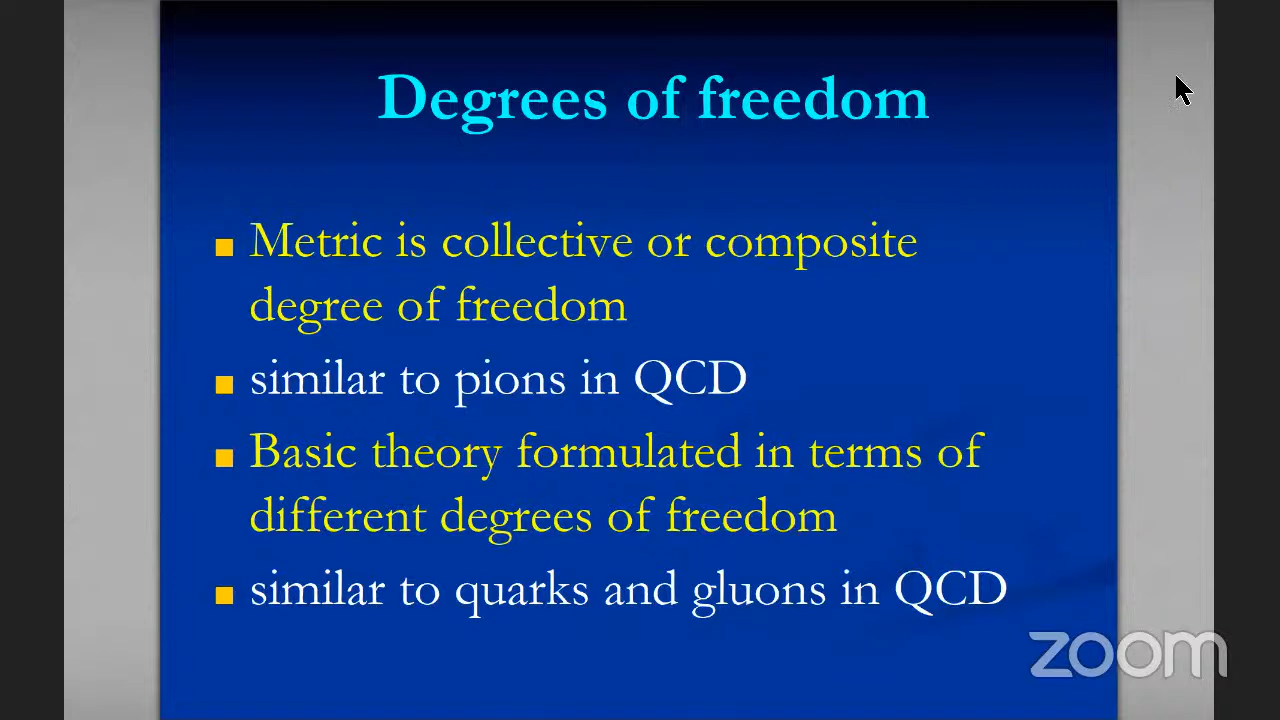 Degrees of freedom
Metric is collective or composite
degree of freedom
similar to pions in QCD
Basic theory formulated in terms of
different degrees of freedom
similar to quarks and gluons in QCD
zoom